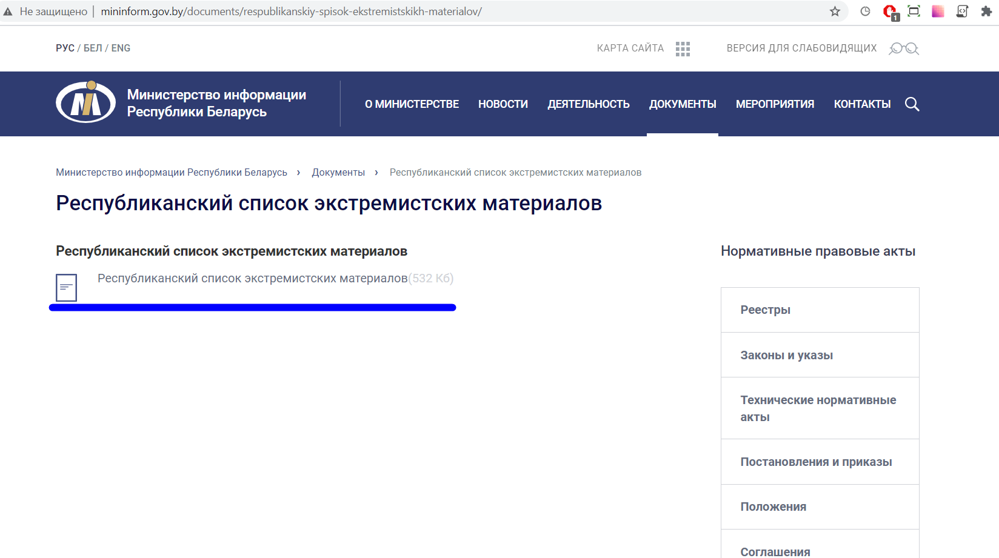 Не защищено | mininform.gov.by/documents/respublikanskiy-spisok-ekstremistskikh-materialov/
1
РУС / БЕЛ / ENG
КАРТА САЙТА
ВЕРСИЯ ДЛЯ СЛАБОВИДЯЩИХ
Министерство информации
Республики Беларусь
О МИНИСТЕРСТВЕ НОВОСТИ ДЕЯТЕЛЬНОСТЬ ДОКУМЕНТЫ МЕРОПРИЯТИЯ КОНТАКТЫ
Министерство информации Республики Беларусь › Документы › Республиканский список экстремистских материалов
Республиканский список экстремистских материалов
Республиканский список экстремистских материалов
Республиканский список экстремистских материалов(532 Кб)
Нормативные правовые акты
Реестры
Законы и указы
Технические нормативные
акты
Постановления и приказы
Положения
Соглашения